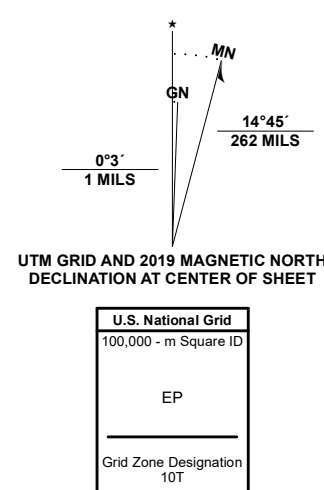 ★
MN
GN
14°45´
262 MILS
0°3´
1 MILS
UTM GRID AND 2019 MAGNETIC NORTH
DECLINATION AT CENTER OF SHEET
U.S. National Grid
100,000 - m Square ID
EP
Grid Zone Designation
10T